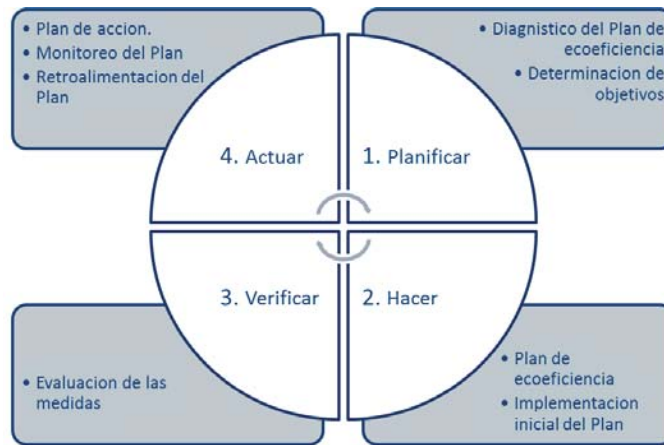 • Plan de accion.
• Monitoreo del Plan
• Retroalimentacion del
Plan
• Diagnistico del Plan de
ecoeficiencia
• Determinacion de
objetivos
4. Actuar
1. Planificar
3. Verificar
2. Hacer
• Evaluacion de las
medidas
• Plan de
ecoeficiencia
• Implementacion
inicial del Plan